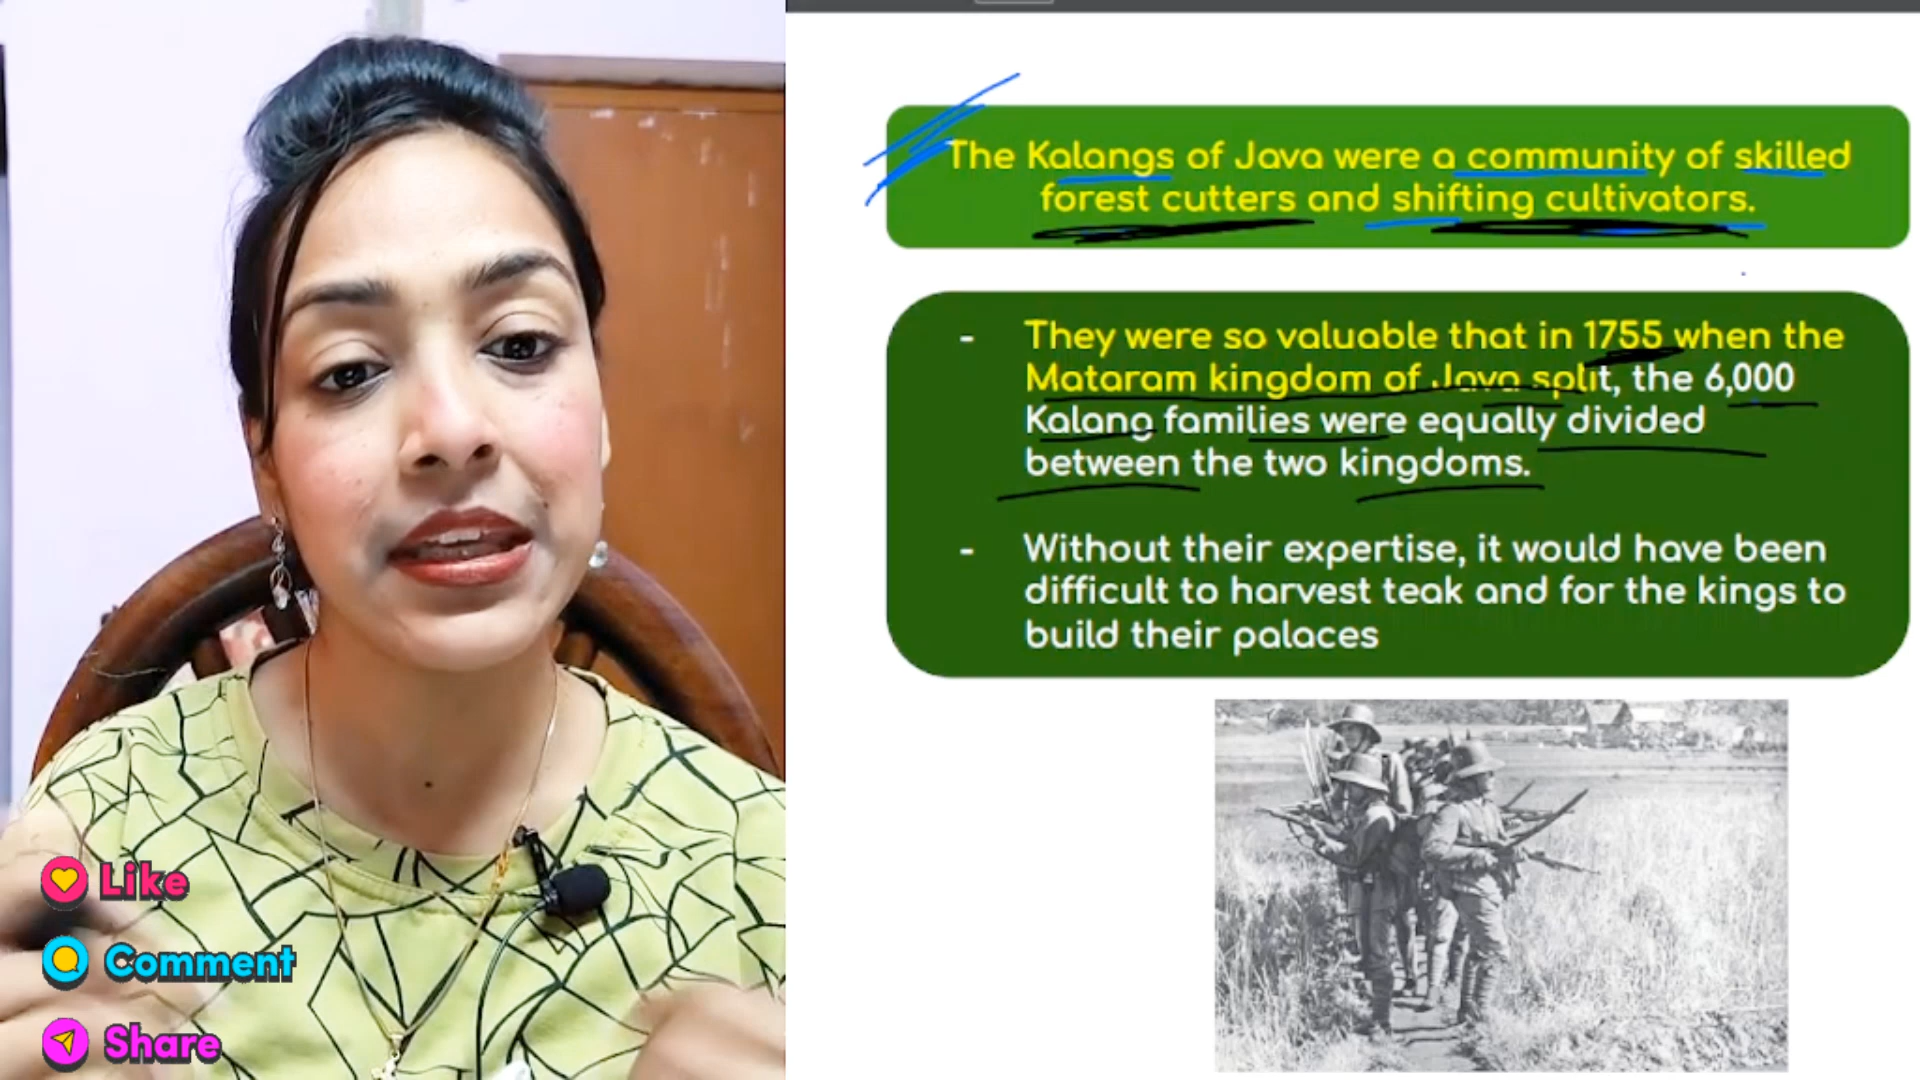 The Kalangs of Java were a community of skilled
forest cutters and shifting cultivators.
- They were so valuable that in 1755 when the
Mataram kingdom of Java split, the 6,000
Kalang families were equally divided
between the two kingdoms.
- Without their expertise, it would have been
difficult to harvest teak and for the kings to
build their palaces
Like
Comment
Share